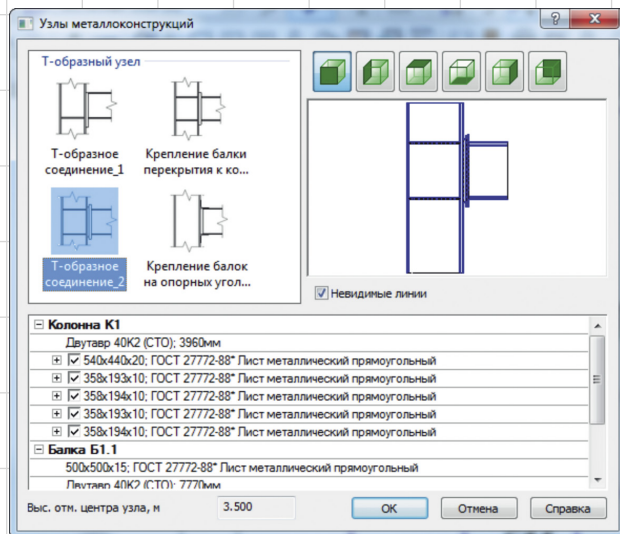 Узлы металлоконструкций
Т-образный узел
Т-образное
соединение_1
Крепление балки
перекрытия к ко...
Т-образное
соединение_2
Крепление балок
на опорных угол...
Невидимые линии
Колонна К1
Двутавр 40К2 (СТО); 3960мм
540x440x20; ГОСТ 27772-88* Лист металлический прямоугольный
358x193x10; ГОСТ 27772-88* Лист металлический прямоугольный
358x194x10; ГОСТ 27772-88* Лист металлический прямоугольный
358x193x10; ГОСТ 27772-88* Лист металлический прямоугольный
358x194x10; ГОСТ 27772-88* Лист металлический прямоугольный
Балка Б1.1
500x500x15; ГОСТ 27772-88* Лист металлический прямоугольный
Двутавр 40К2 (СТО); 7770мм
Выс. отм. центра узла, м
3.500
ОК
Отмена
Справка